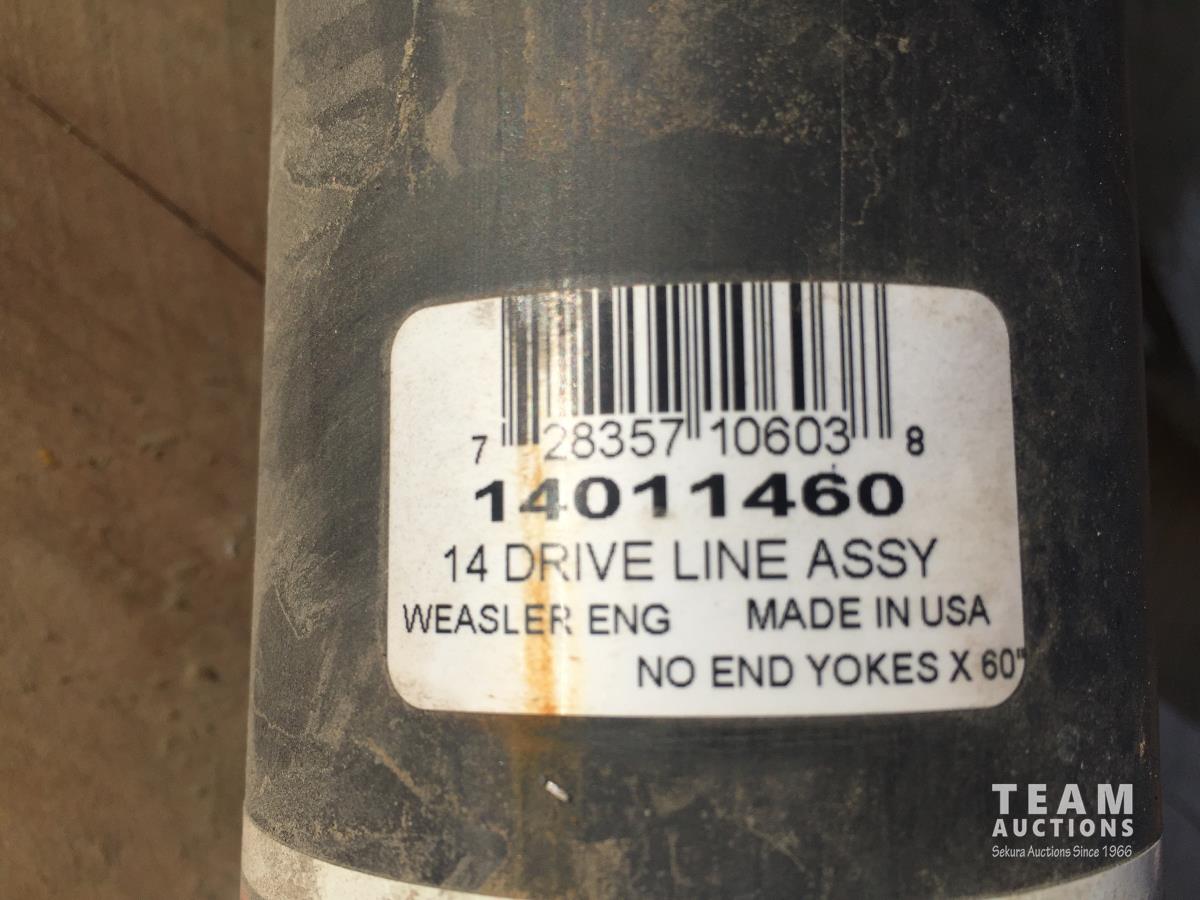 7 28357 10603 8
14011460
14 DRIVE LINE ASSY
WEASLER ENG MADE IN USA
NO END YOKES X 60"
TEAM
AUCTIONS
Sekura Auctions Since 1966